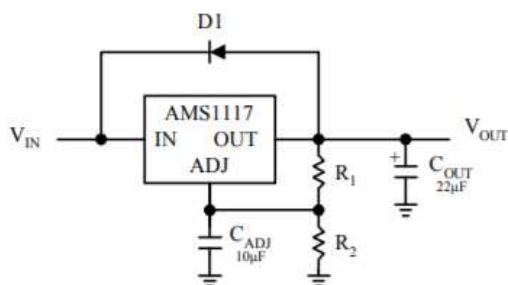 D1
AMS1117
V_IN
IN OUT
V_OUT
ADJ
R_1
+
C_OUT
22µF
C_ADJ
10µF
R_2